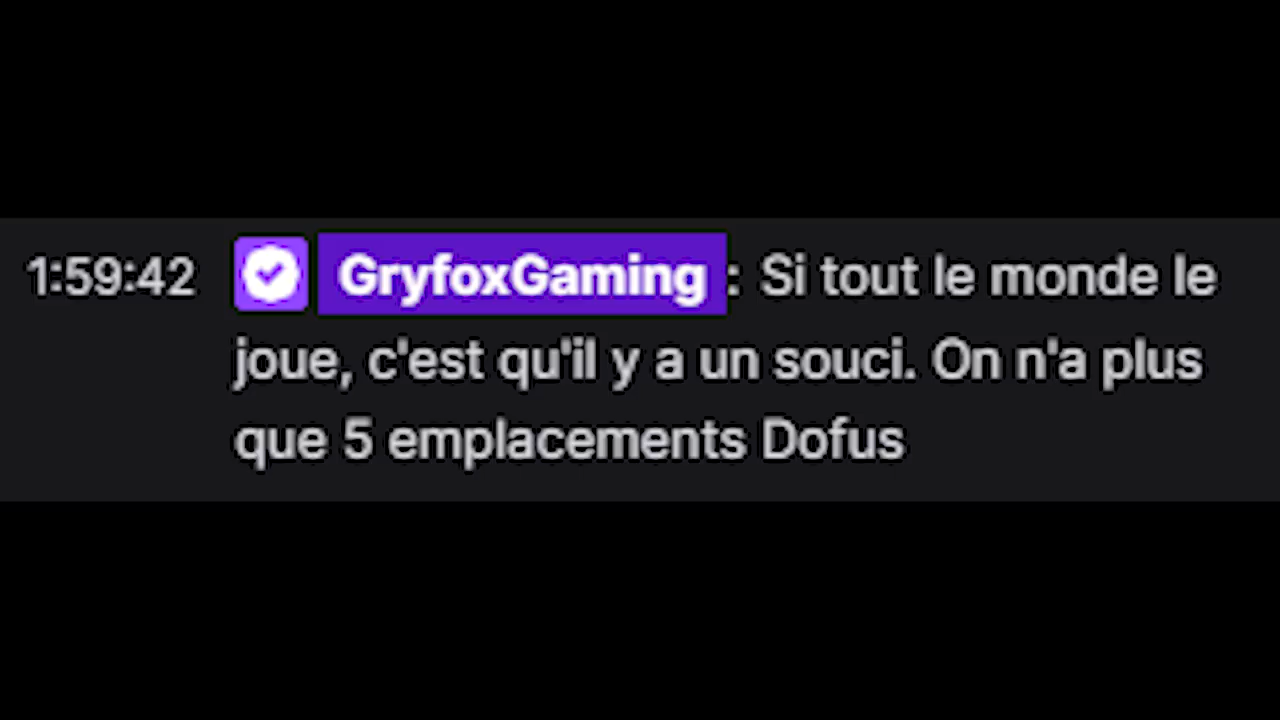 1:59:42 GryfoxGaming : Si tout le monde le
joue, c'est qu'il y a un souci. On n'a plus
que 5 emplacements Dofus